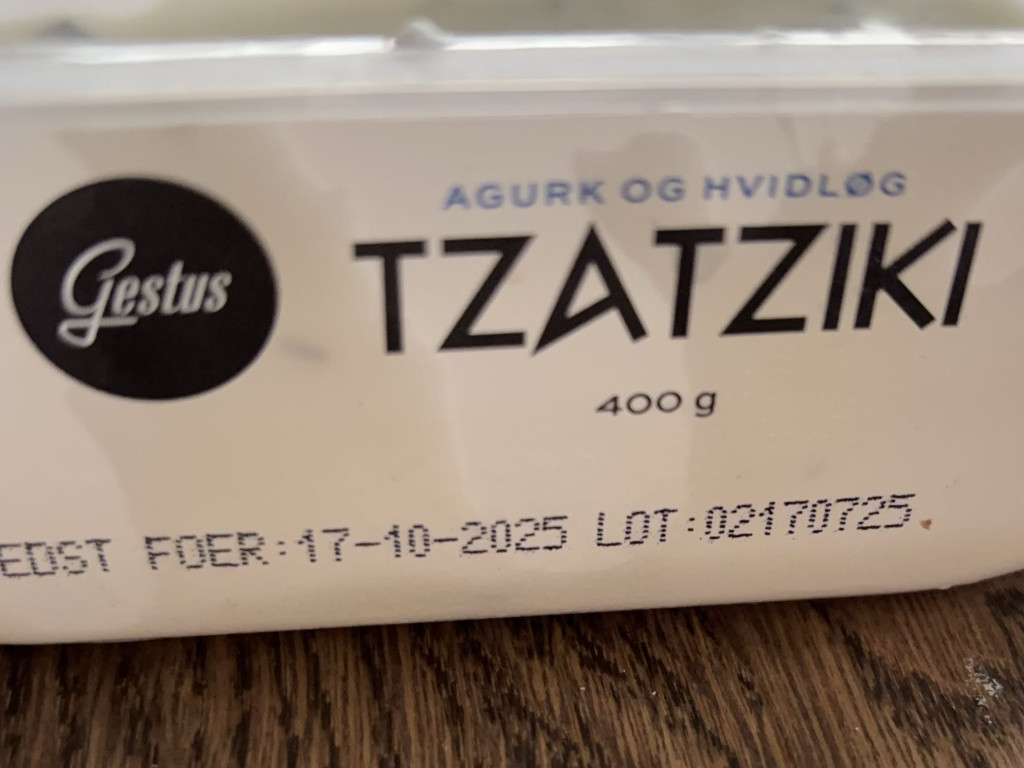 AGURK OG HVIDLØG
Gestus
TZATZIKI
400 g
EDST FOER:17-10-2025 LOT:02170725